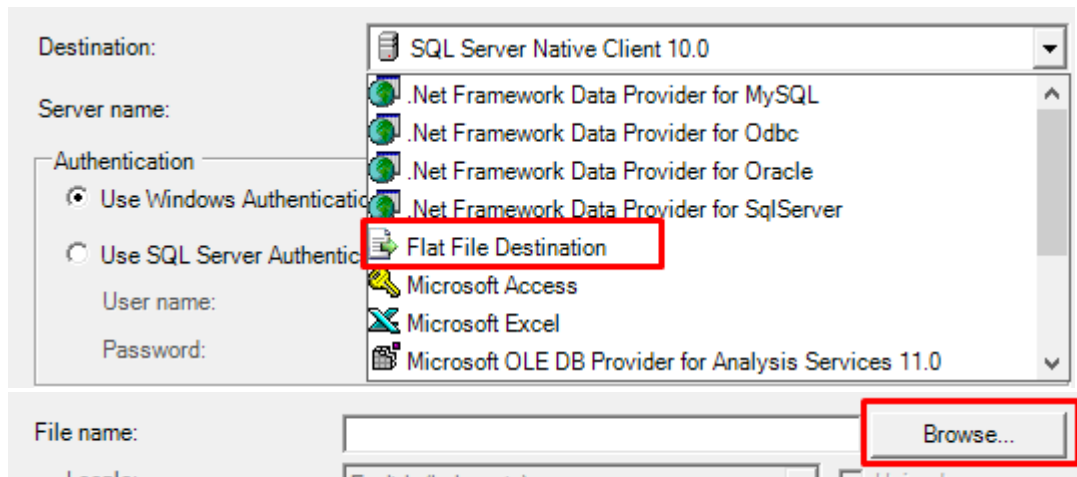 Destination:
SQL Server Native Client 10.0
.Net Framework Data Provider for MySQL
Server name:
.Net Framework Data Provider for Odbc
.Net Framework Data Provider for Oracle
Authentication
Use Windows Authenticatio
.Net Framework Data Provider for SqlServer
Use SQL Server Authentic
Flat File Destination
Microsoft Access
User name:
Microsoft Excel
Password:
Microsoft OLE DB Provider for Analysis Services 11.0
File name:
Browse...